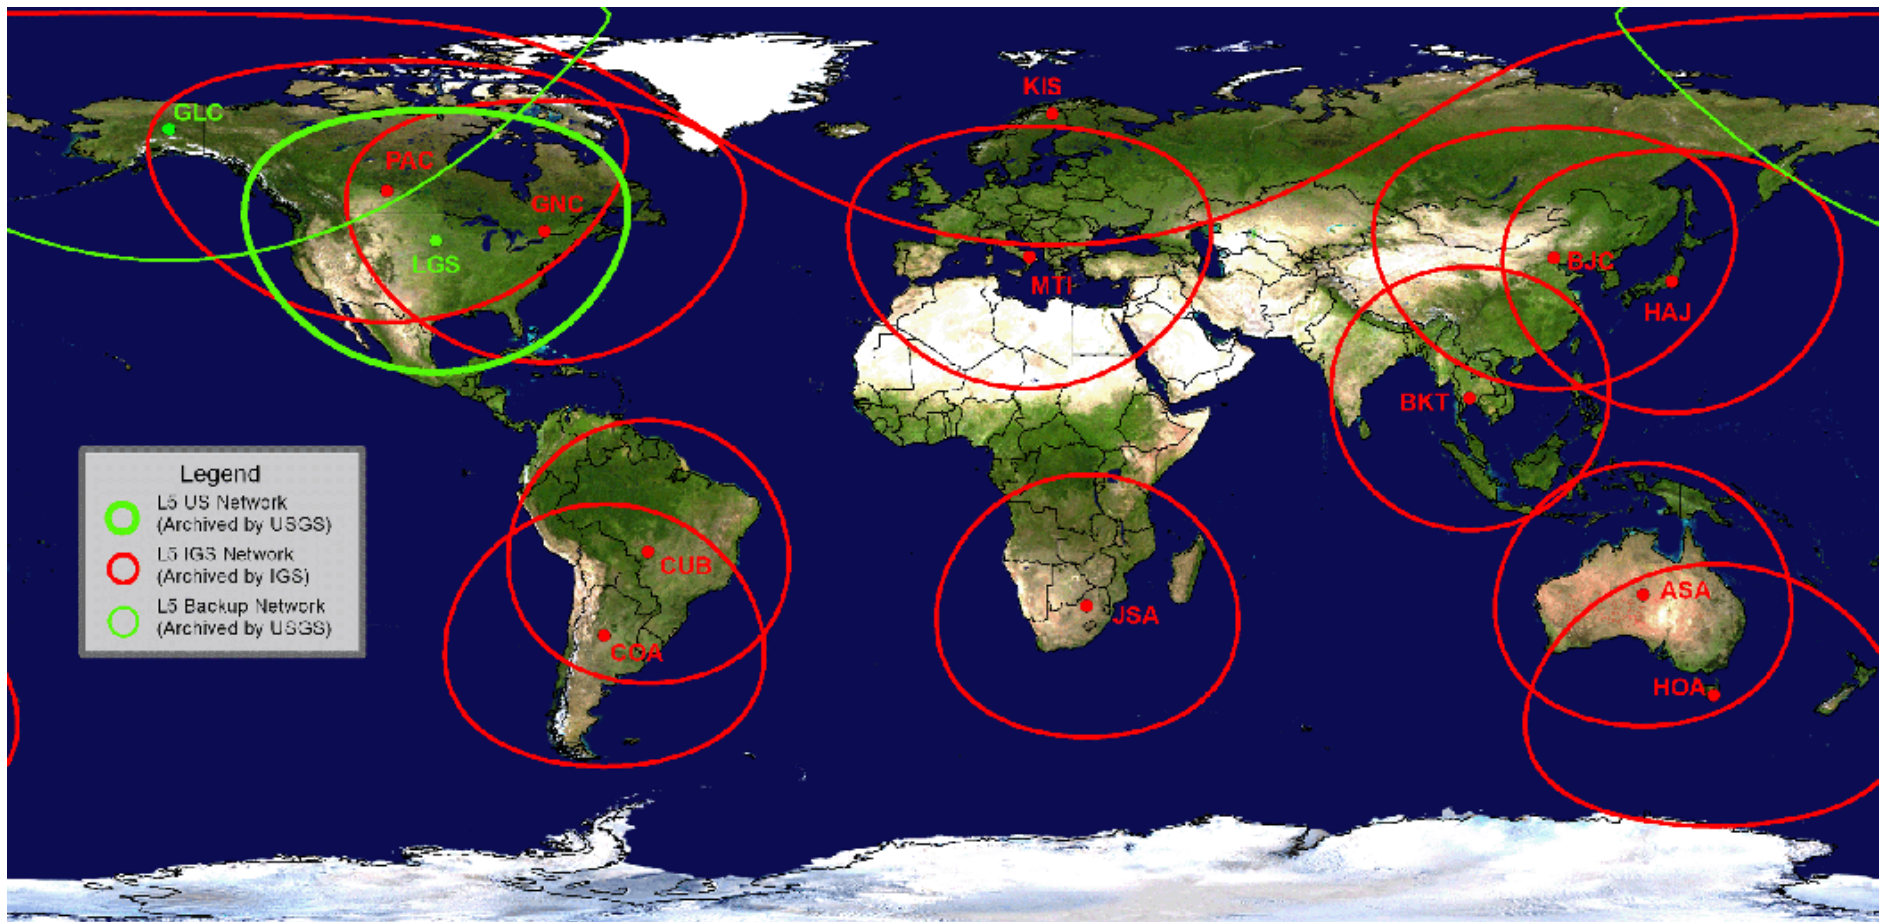 KIS
GLC
PAC
GNC
LGS
MTI
BJC
HAJ
BKT
Legend
L5 US Network
(Archived by USGS)
L5 IGS Network
(Archived by IGS)
L5 Backup Network
(Archived by USGS)
CUB
COA
JSA
ASA
HOA